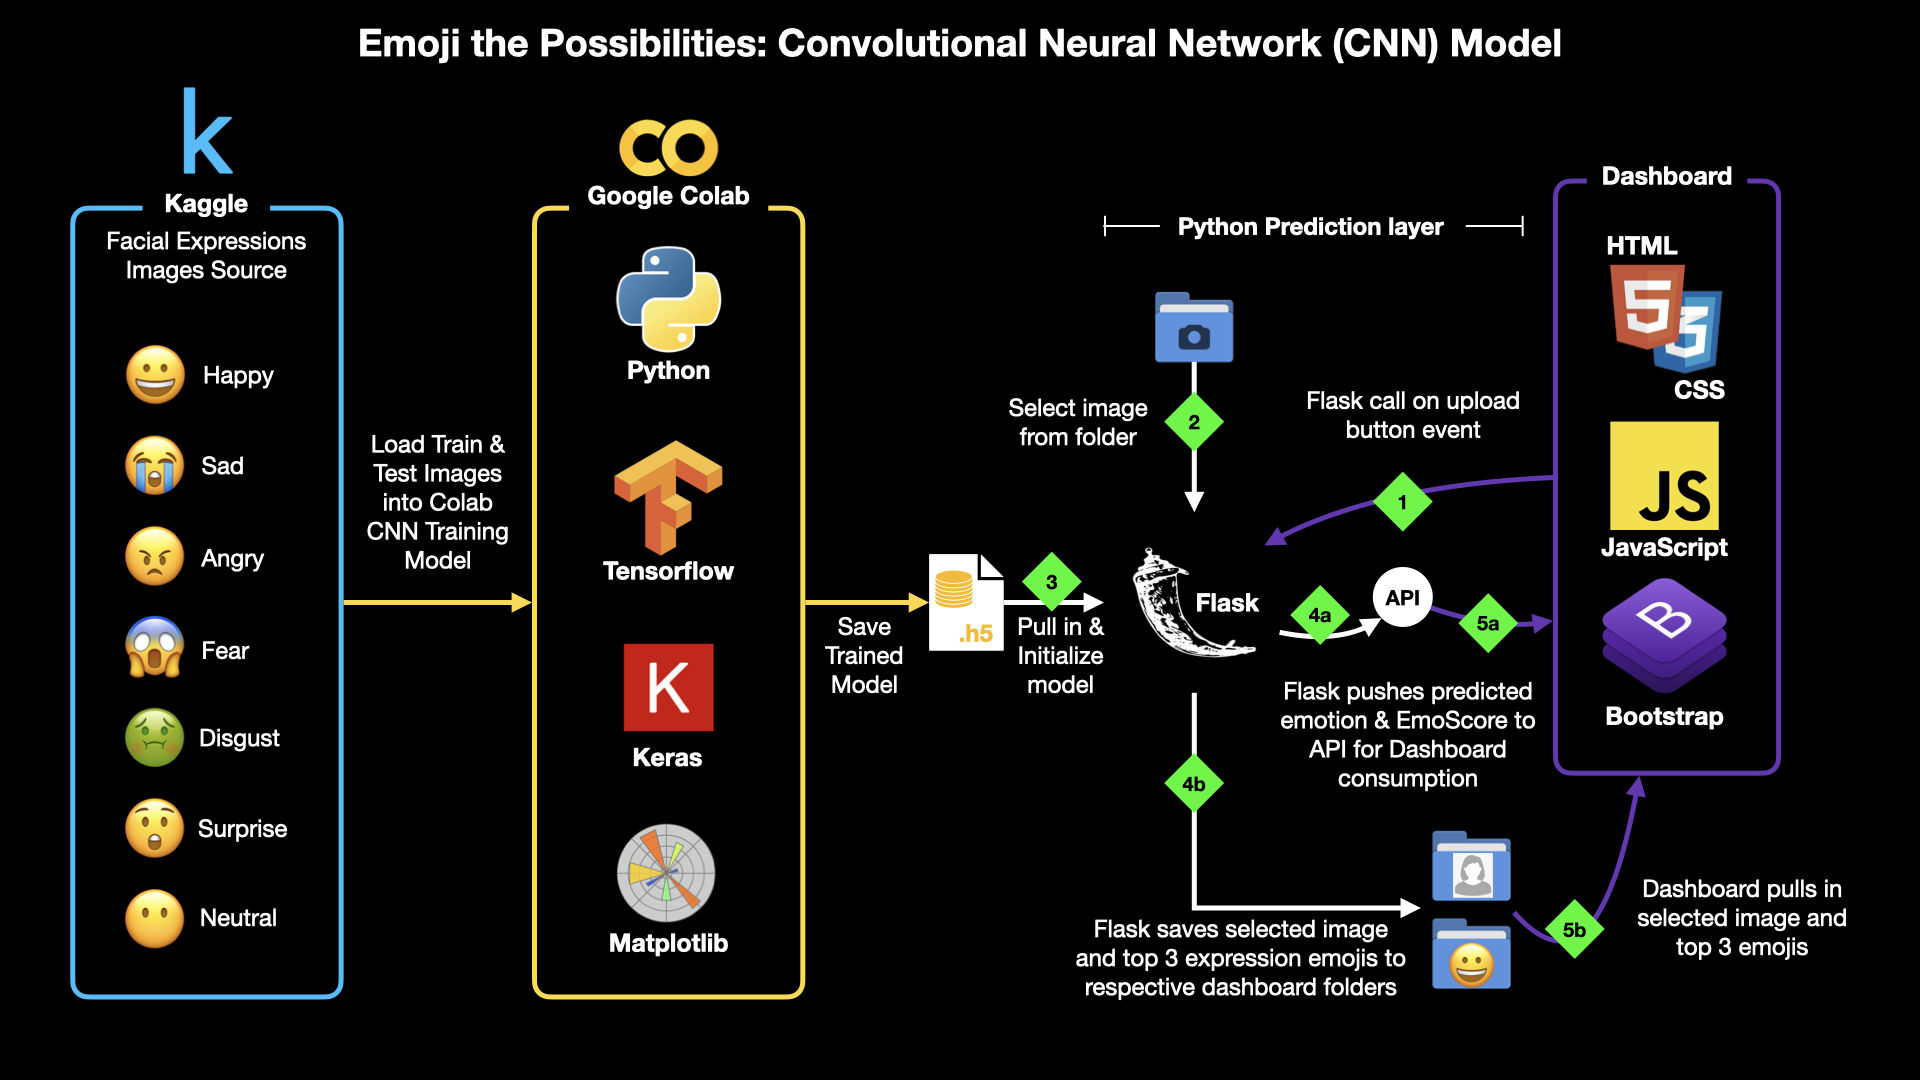 Emoji the Possibilities: Convolutional Neural Network (CNN) Model
k
Kaggle
Facial Expressions
Images Source
Happy
Sad
Angry
Fear
Disgust
Surprise
Neutral
Load Train &
Test Images
into Colab
CNN Training
Model
CO
Google Colab
Python
Tensorflow
K
Keras
Matplotlib
Save
Trained
Model
.h5
3
Pull in &
Initialize
model
Python Prediction layer
Select image
from folder
2
Flask call on upload
button event
1
Flask
4a
API
5a
Flask pushes predicted
emotion & EmoScore to
API for Dashboard
consumption
4b
Flask saves selected image
and top 3 expression emojis to
respective dashboard folders
5b
Dashboard pulls in
selected image and
top 3 emojis
Dashboard
HTML
5
3
CSS
JS
JavaScript
B
Bootstrap